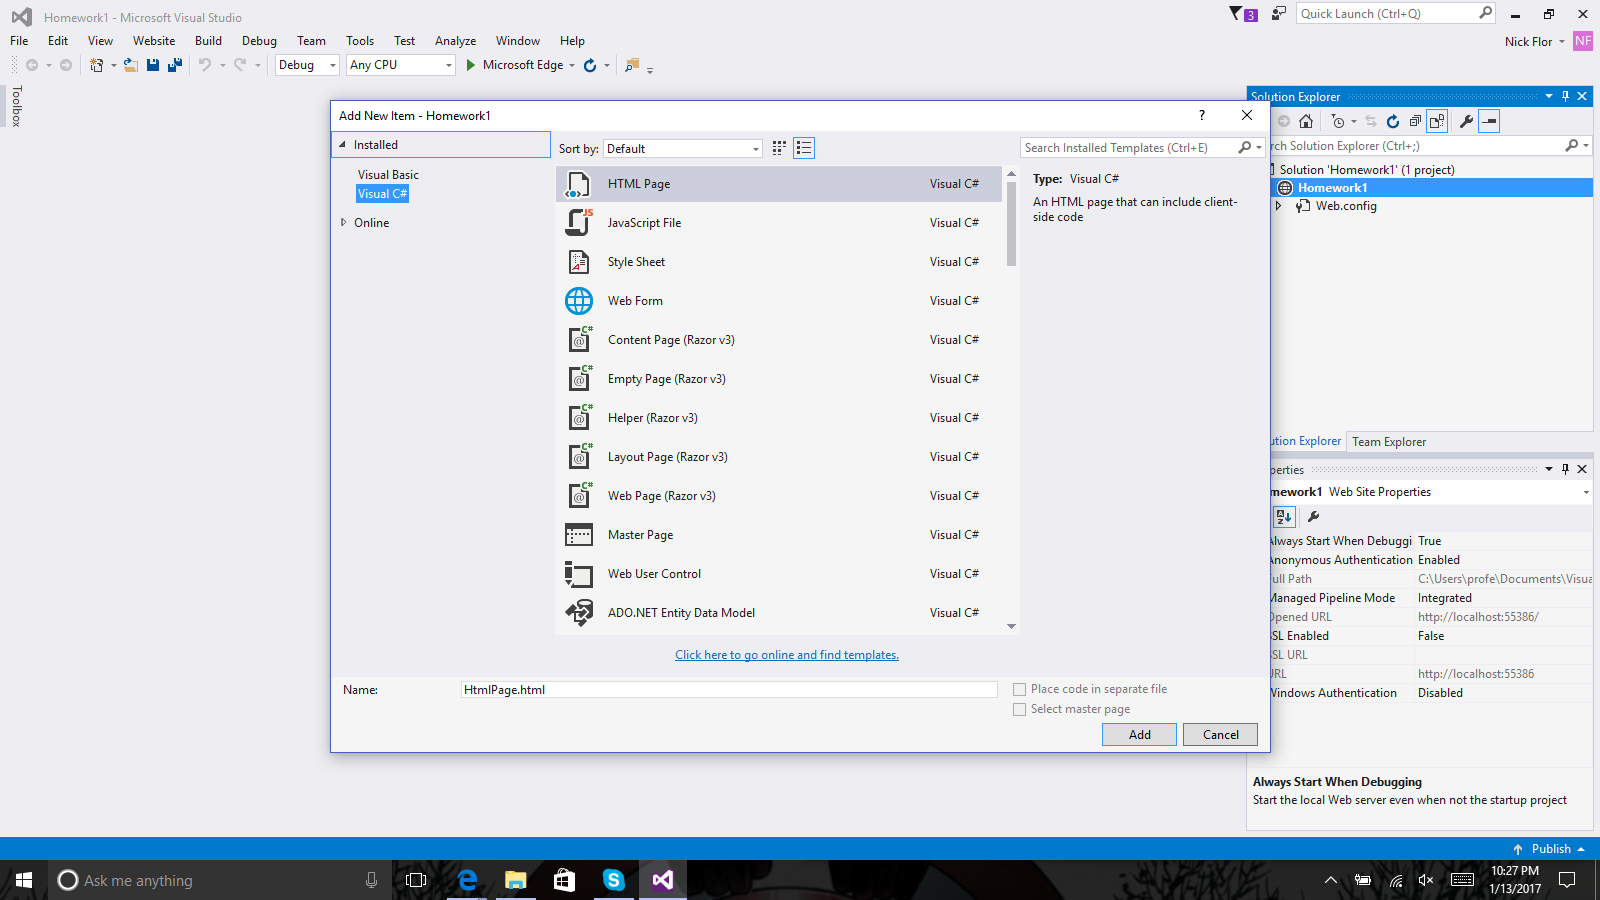 Homework1 - Microsoft Visual Studio
3
Quick Launch (Ctrl+Q)
File Edit View Website Build Debug Team Tools Test Analyze Window Help
Nick Flor NF
Debug Any CPU Microsoft Edge
Toolbox
Add New Item - Homework1
?
Installed
Visual Basic
Visual C#
Online
Sort by: Default
Search Installed Templates (Ctrl+E)
HTML Page Visual C#
JavaScript File Visual C#
Style Sheet Visual C#
Web Form Visual C#
Content Page (Razor v3) Visual C#
Empty Page (Razor v3) Visual C#
Helper (Razor v3) Visual C#
Layout Page (Razor v3) Visual C#
Web Page (Razor v3) Visual C#
Master Page Visual C#
Web User Control Visual C#
ADO.NET Entity Data Model Visual C#
Type: Visual C#
An HTML page that can include client-
side code
Click here to go online and find templates.
Name: HtmlPage.html
Place code in separate file
Select master page
Add Cancel
Solution Explorer
rch Solution Explorer (Ctrl+;)
Solution 'Homework1' (1 project)
Homework1
Web.config
ution Explorer Team Explorer
erties
mework1 Web Site Properties
Always Start When Debuggi True
Anonymous Authentication Enabled
Full Path C:\Users\profe\Documents\Visua
Managed Pipeline Mode Integrated
Opened URL http://localhost:55386/
SSL Enabled False
SSL URL
URL http://localhost:55386
Windows Authentication Disabled
Always Start When Debugging
Start the local Web server even when not the startup project
Publish
Ask me anything
10:27 PM
1/13/2017